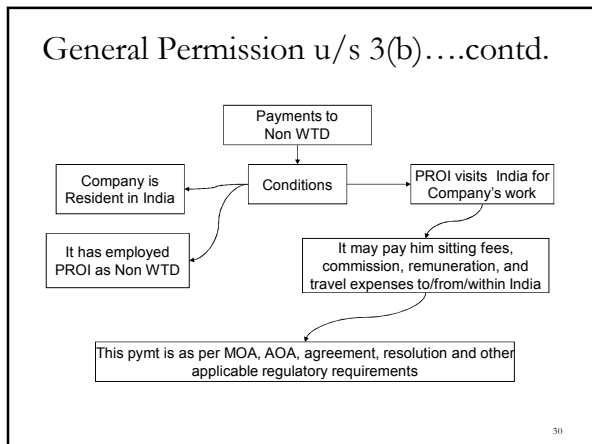 General Permission u/s 3(b)….contd.
Payments to
Non WTD
Company is
Resident in India
Conditions
PROI visits India for
Company's work
It has employed
PROI as Non WTD
It may pay him sitting fees,
commission, remuneration, and
travel expenses to/from/within India
This pymt is as per MOA, AOA, agreement, resolution and other
applicable regulatory requirements
30